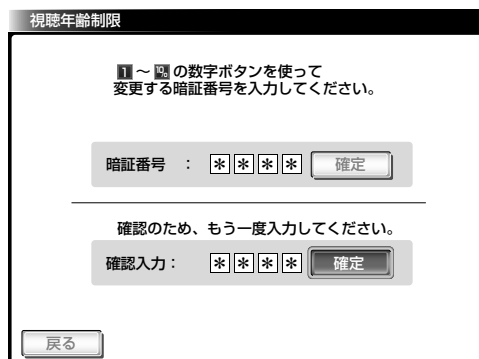 視聴年齢制限
1 ~ 10 の数字ボタンを使って
変更する暗証番号を入力してください。
暗証番号 : * * * * 確定
確認のため、もう一度入力してください。
確認入力: * * * * 確定
戻る